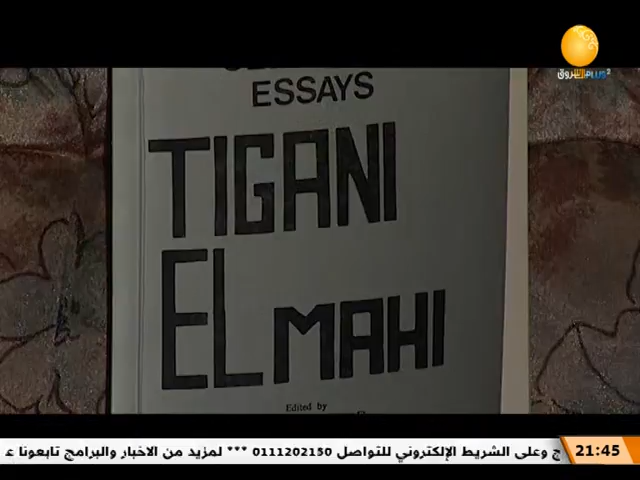 الشروق PLUS
ESSAYS
TIGANI
EL MAHI
Edited by
ج وعلى الشريط الإلكتروني للتواصل 0111202150 *** لمزيد من الاخبار والبرامج تابعونا ع
21:45